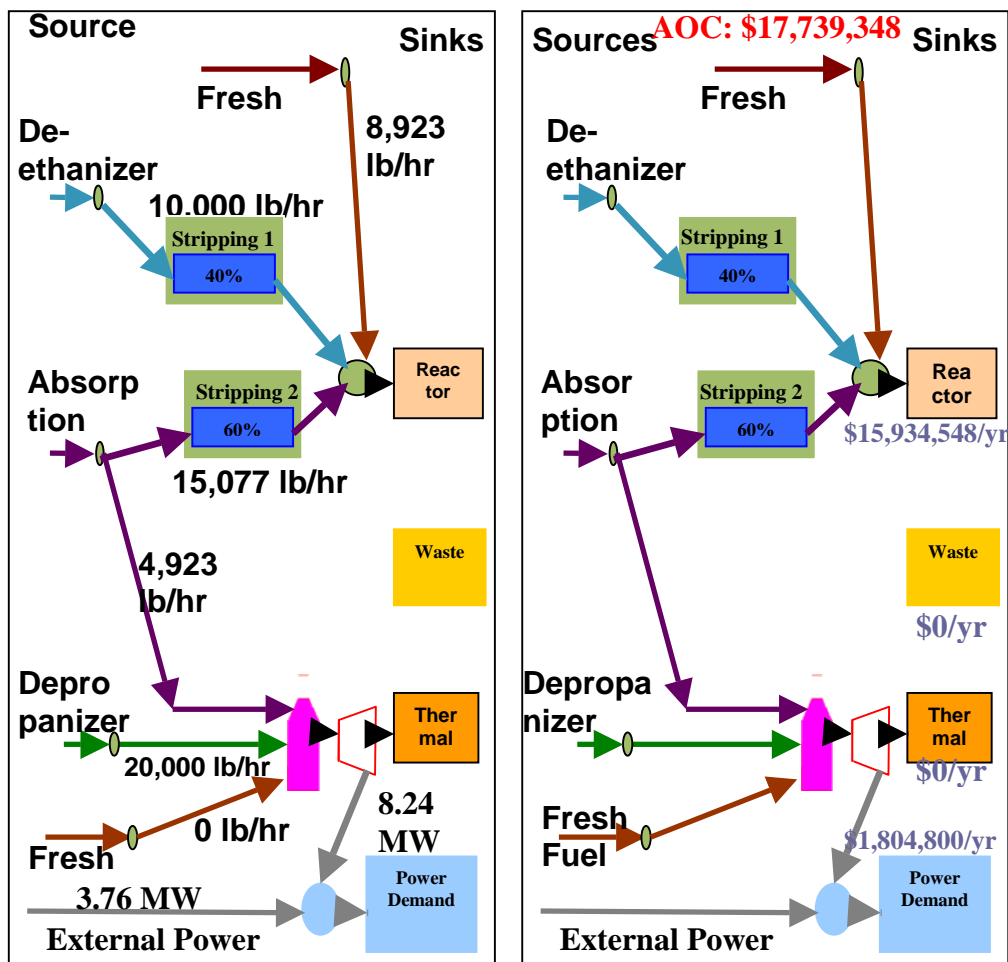 Source
Sinks
Fresh
8,923
lb/hr
De-
ethanizer
10,000 lb/hr
Stripping 1
40%
Reac
tor
Absorp
tion
Stripping 2
60%
15,077 lb/hr
Waste
4,923
lb/hr
Depro
panizer
Ther
mal
20,000 lb/hr
0 lb/hr
8.24
MW
Fresh
3.76 MW
Power
Demand
External Power
AOC: $17,739,348
Sources
Sinks
Fresh
De-
ethanizer
Stripping 1
40%
Rea
ctor
Absor
ption
Stripping 2
60%
$15,934,548/yr
Waste
$0/yr
Depropa
nizer
Ther
mal
$0/yr
Fresh
Fuel
$1,804,800/yr
Power
Demand
External Power